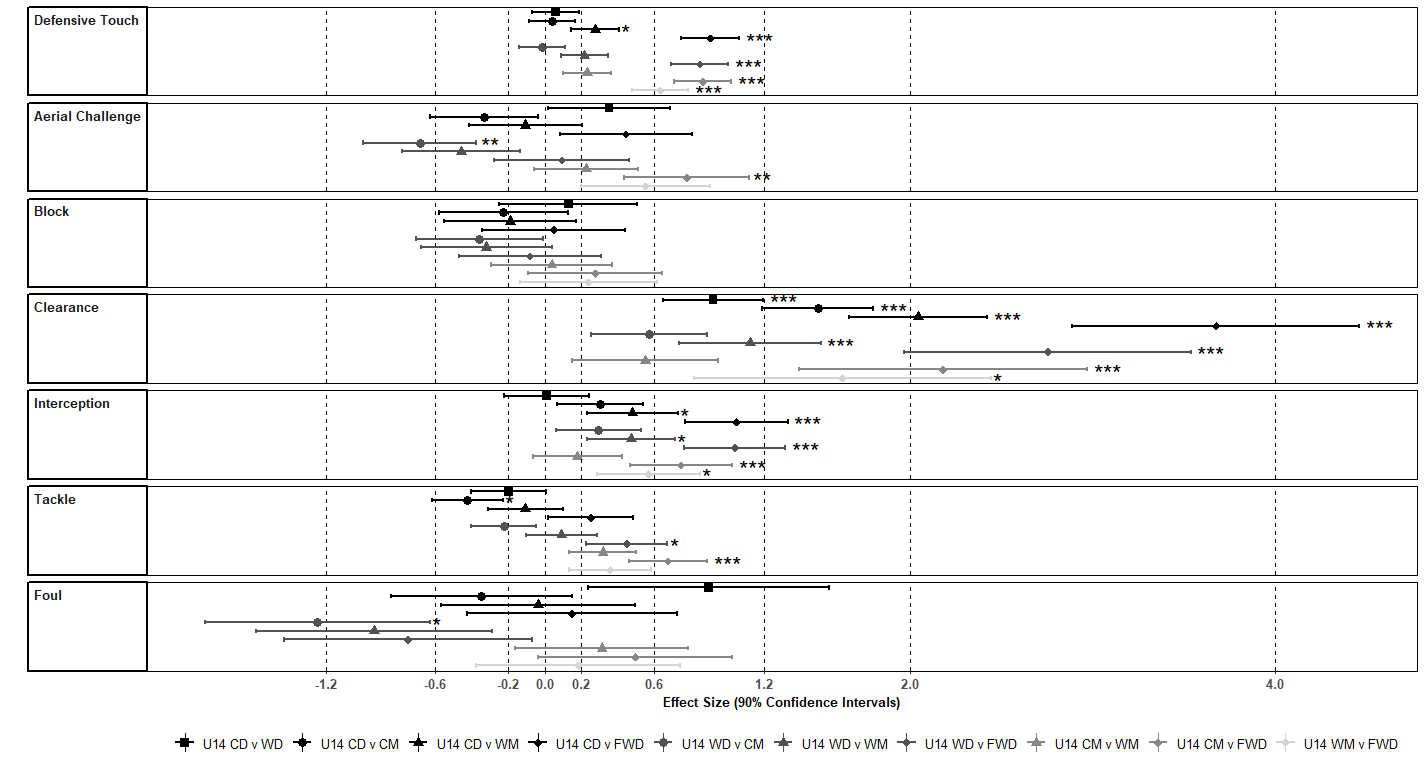 Defensive Touch
*
***
***
***
***
Aerial Challenge
**
**
Block
Clearance
***
***
***
***
***
***
***
*
Interception
*
***
*
***
***
*
Tackle
*
*
***
Foul
*
-1.2 -0.6 -0.2 0.0 0.2 0.6 1.2 2.0 4.0
Effect Size (90% Confidence Intervals)
U14 CD v WD U14 CD v CM U14 CD v WM U14 CD v FWD U14 WD v CM U14 WD v WM U14 WD v FWD U14 CM v WM U14 CM v FWD U14 WM v FWD